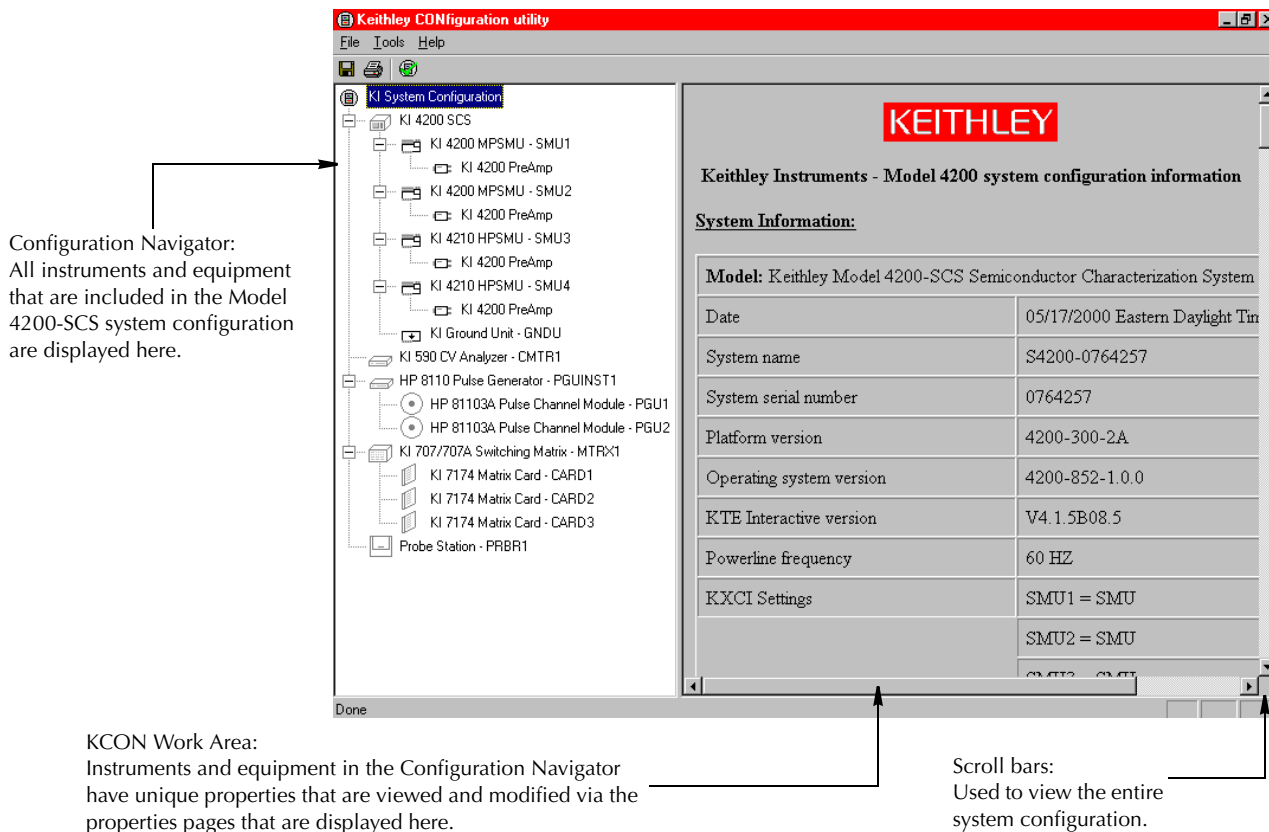 Keithley CONfiguration utility
File Tools Help
KI System Configuration
KI 4200 SCS
KI 4200 MPSMU - SMU1
KI 4200 PreAmp
KI 4200 MPSMU - SMU2
KI 4200 PreAmp
KI 4210 HPSMU - SMU3
KI 4200 PreAmp
KI 4210 HPSMU - SMU4
KI 4200 PreAmp
KI Ground Unit - GNDU
KI 590 CV Analyzer - CMTR1
HP 8110 Pulse Generator - PGUINST1
HP 81103A Pulse Channel Module - PGU1
HP 81103A Pulse Channel Module - PGU2
KI 707/707A Switching Matrix - MTRX1
KI 7174 Matrix Card - CARD1
KI 7174 Matrix Card - CARD2
KI 7174 Matrix Card - CARD3
Probe Station - PRBR1
KEITHLEY
Keithley Instruments - Model 4200 system configuration information
System Information:
Model: Keithley Model 4200-SCS Semiconductor Characterization System
Date 05/17/2000 Eastern Daylight
System name S4200-0764257
System serial number 0764257
Platform version 4200-300-2A
Operating system version 4200-852-1.0.0
KTE Interactive version V4.1.5B08.5
Powerline frequency 60 HZ
KXCI Settings SMU1 = SMU
SMU2 = SMU
Done
Configuration Navigator:
All instruments and equipment
that are included in the Model
4200-SCS system configuration
are displayed here.
KCON Work Area:
Instruments and equipment in the Configuration Navigator
have unique properties that are viewed and modified via the
properties pages that are displayed here.
Scroll bars:
Used to view the entire
system configuration.